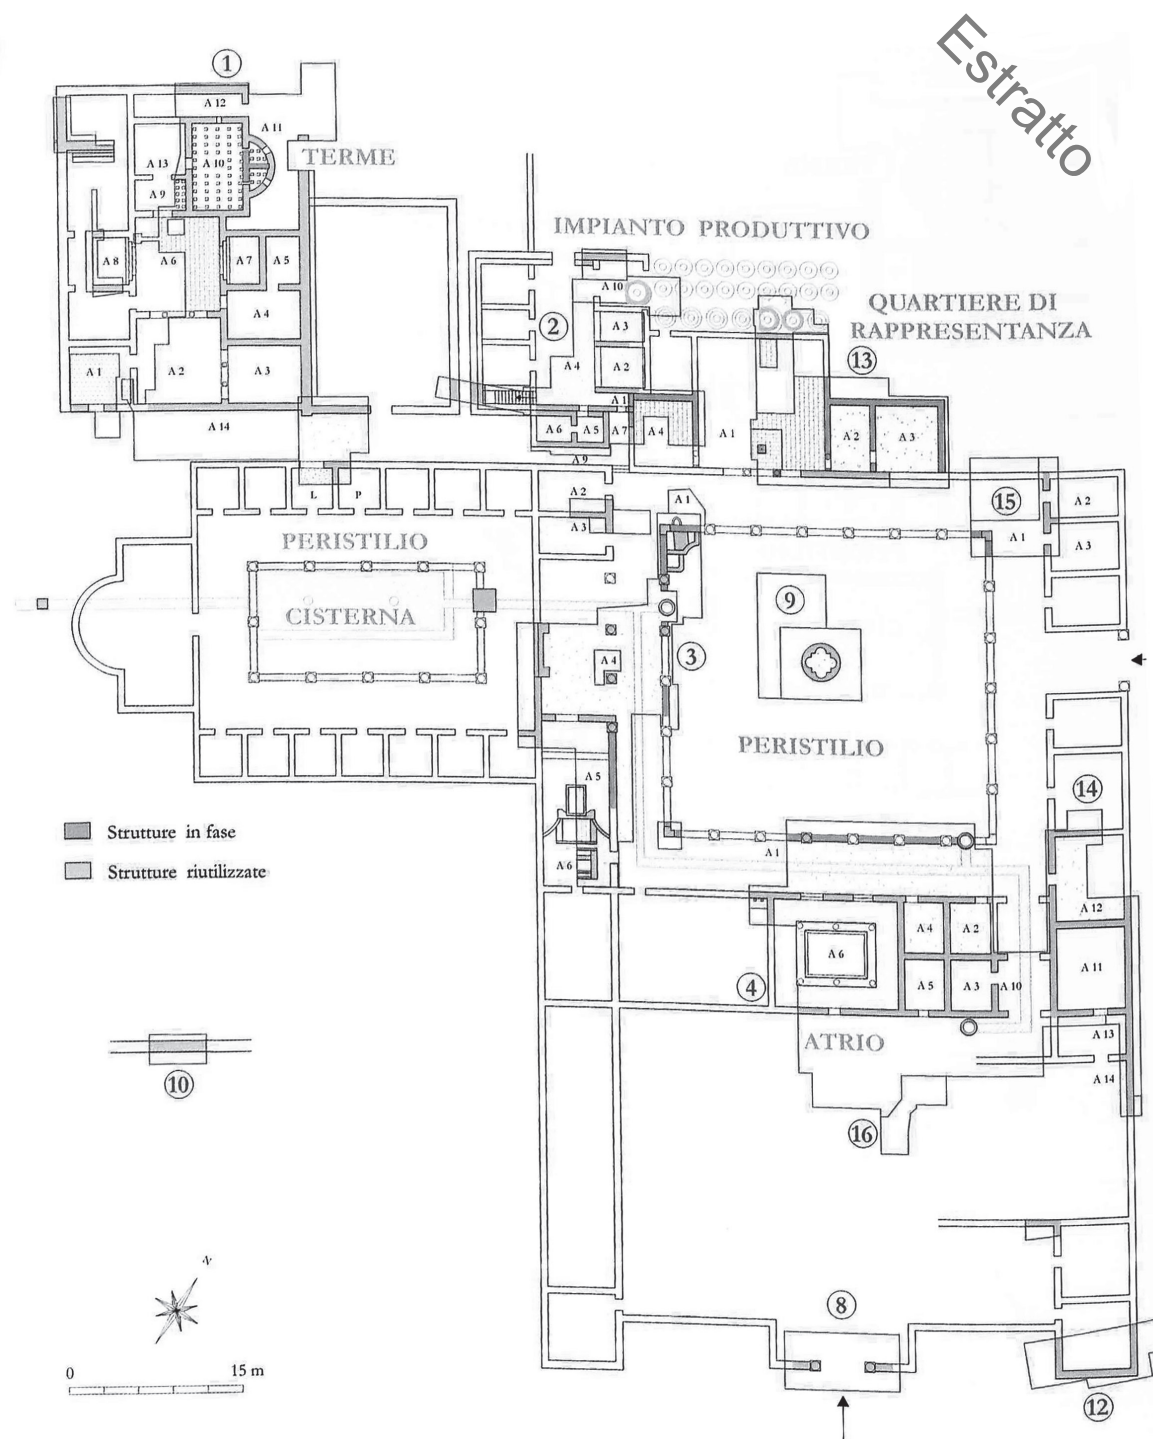 Estratto
1
A 12
A 11
TERME
A 13
A 10
A 9
A 8
A 6
A 7
A 5
A 4
A 1
A 2
A 3
A 14
IMPIANTO PRODUTTIVO
A 10
2
A 3
A 4
A 2
A 1
A 6
A 5
A 7
A 4
A 9
A 1
QUARTIERE DI
RAPPRESENTANZA
13
A 2
A 3
L
P
A 2
A 3
A 1
15
A 2
A 1
A 3
PERISTILIO
CISTERNA
9
A 4
3
PERISTILIO
A 5
14
A 1
A 6
Strutture in fase
Strutture riutilizzate
A 12
A 4
A 2
A 6
A 11
A 5
A 3
A 10
4
ATRIO
A 13
A 14
10
16
N
8
0
15 m
12